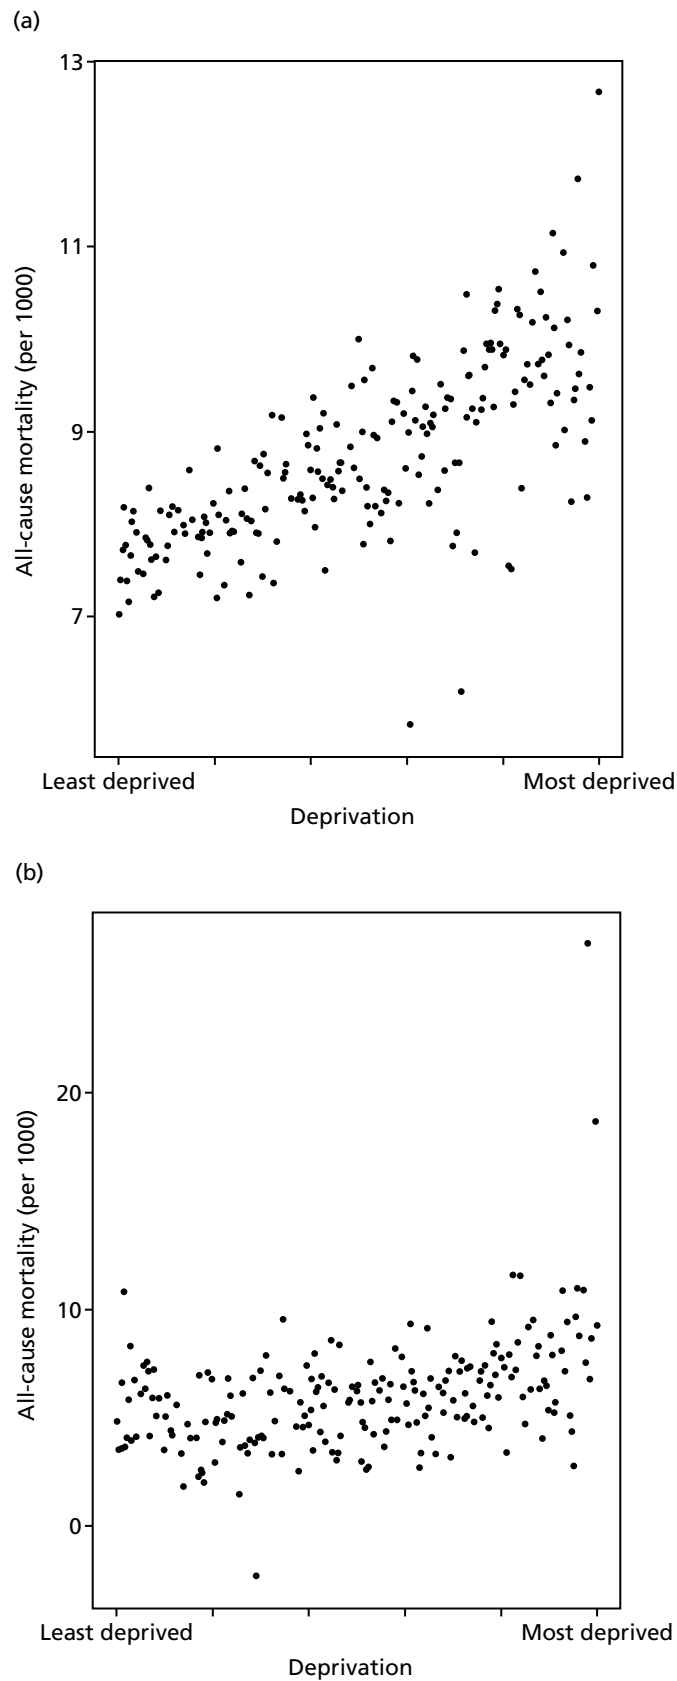 (a)
13
11
9
7
All-cause mortality (per 1000)
Least deprived
Most deprived
Deprivation
(b)
20
10
0
All-cause mortality (per 1000)
Least deprived
Most deprived
Deprivation